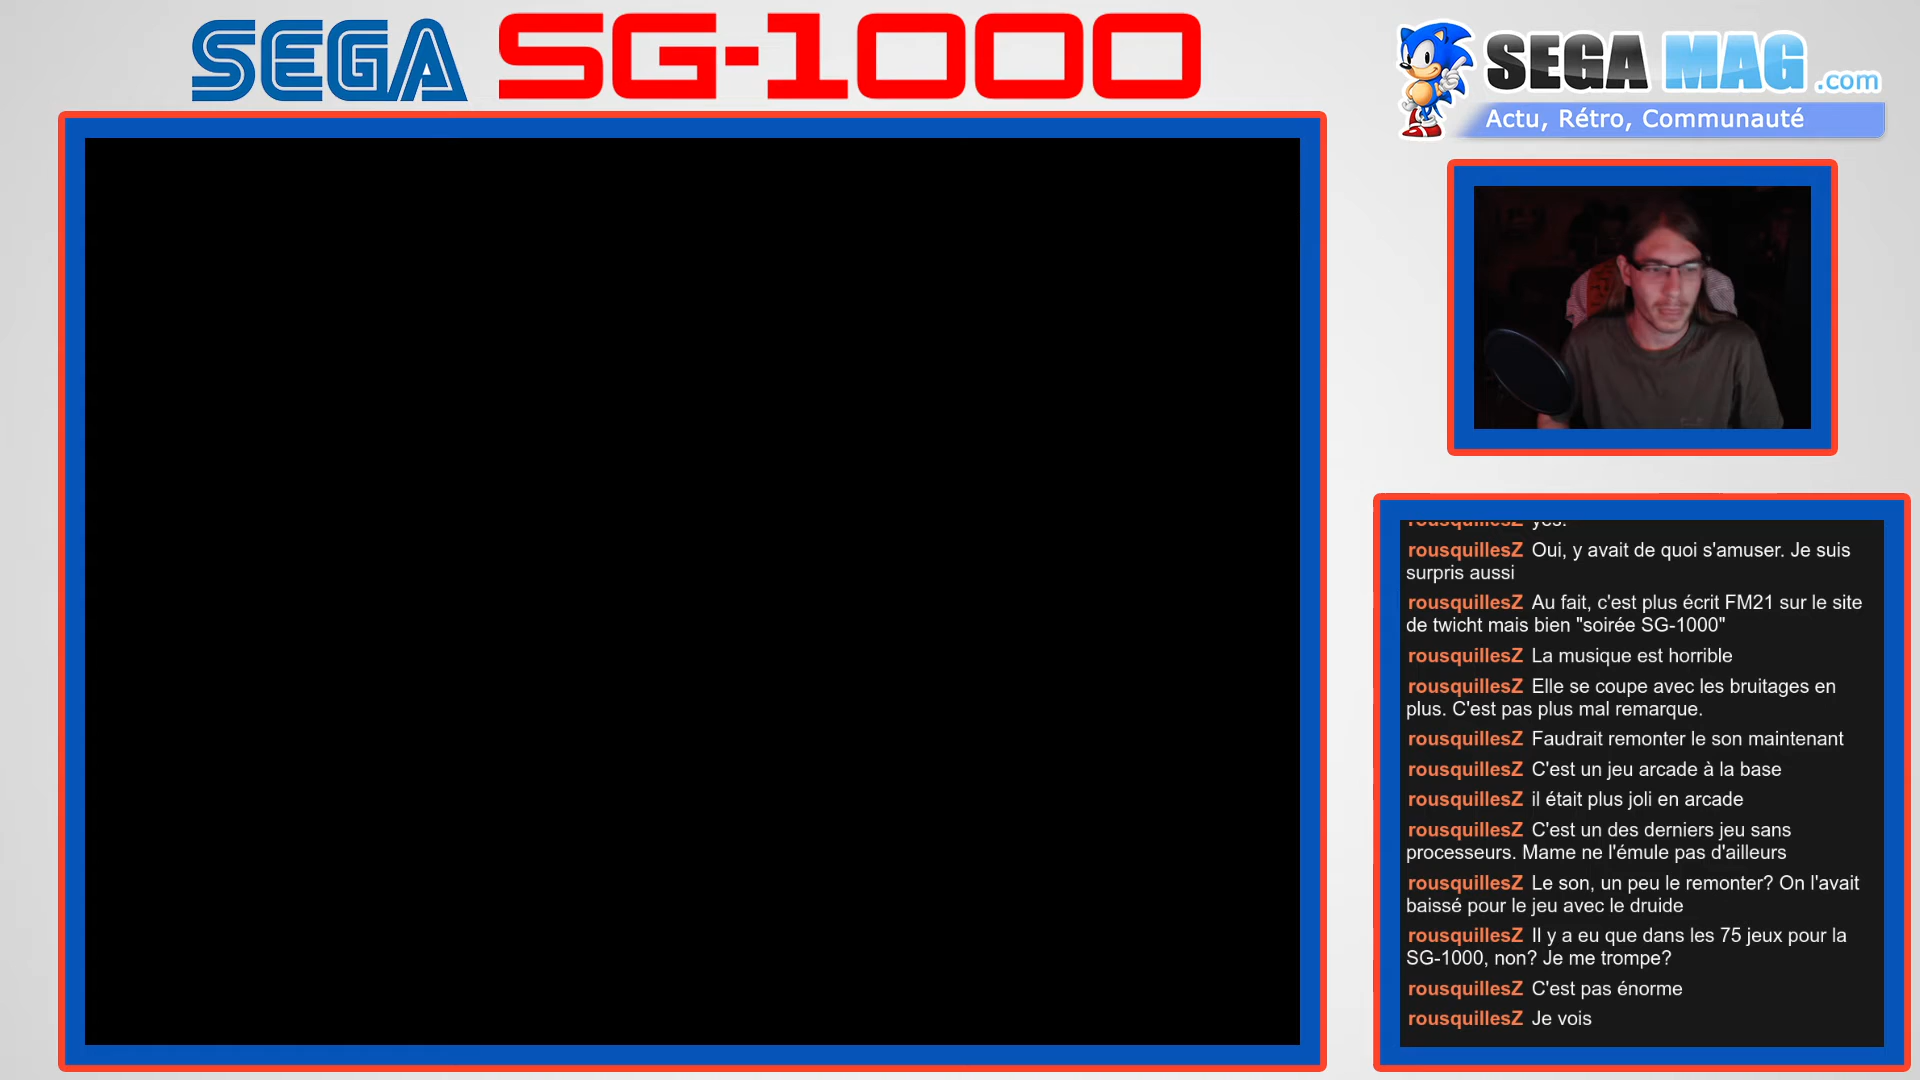 SEGA SG-1000
SEGA MAG .com
Actu, Rétro, Communauté
rousquillesZ yes!
rousquillesZ Oui, y avait de quoi s'amuser. Je suis
surpris aussi
rousquillesZ Au fait, c'est plus écrit FM21 sur le site
de twicht mais bien "soirée SG-1000"
rousquillesZ La musique est horrible
rousquillesZ Elle se coupe avec les bruitages en
plus. C'est pas plus mal remarque.
rousquillesZ Faudrait remonter le son maintenant
rousquillesZ C'est un jeu arcade à la base
rousquillesZ il était plus joli en arcade
rousquillesZ C'est un des derniers jeu sans
processeurs. Mame ne l'émule pas d'ailleurs
rousquillesZ Le son, un peu le remonter? On l'avait
baissé pour le jeu avec le druide
rousquillesZ Il y a eu que dans les 75 jeux pour la
SG-1000, non? Je me trompe?
rousquillesZ C'est pas énorme
rousquillesZ Je vois